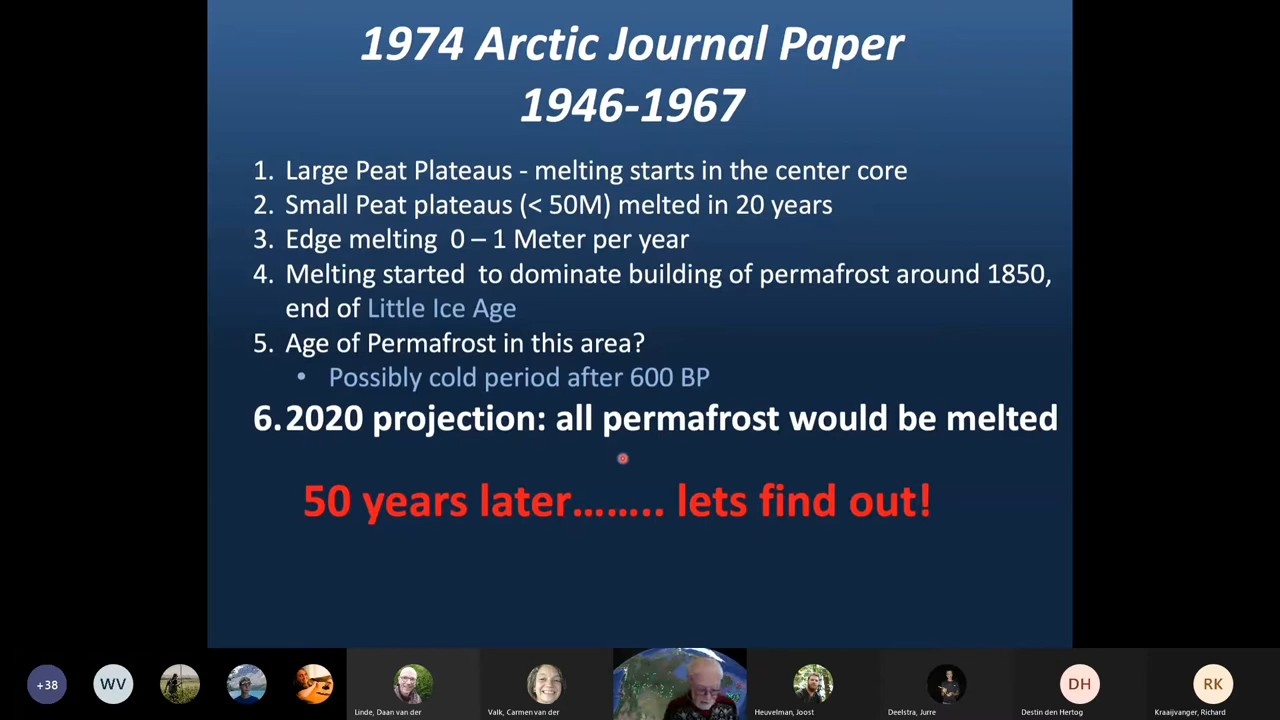 1974 Arctic Journal Paper
1946-1967
1. Large Peat Plateaus - melting starts in the center core
2. Small Peat plateaus (< 50M) melted in 20 years
3. Edge melting 0 – 1 Meter per year
4. Melting started to dominate building of permafrost around 1850,
end of Little Ice Age
5. Age of Permafrost in this area?
• Possibly cold period after 600 BP
6. 2020 projection: all permafrost would be melted
50 years later…….. lets find out!
+38
WV
Linde, Daan van der
Valk, Carmen van der
Heuvelman, Joost
Deelstra, Jurre
DH
Destin den Hertog
RK
Kraaijvanger, Richard